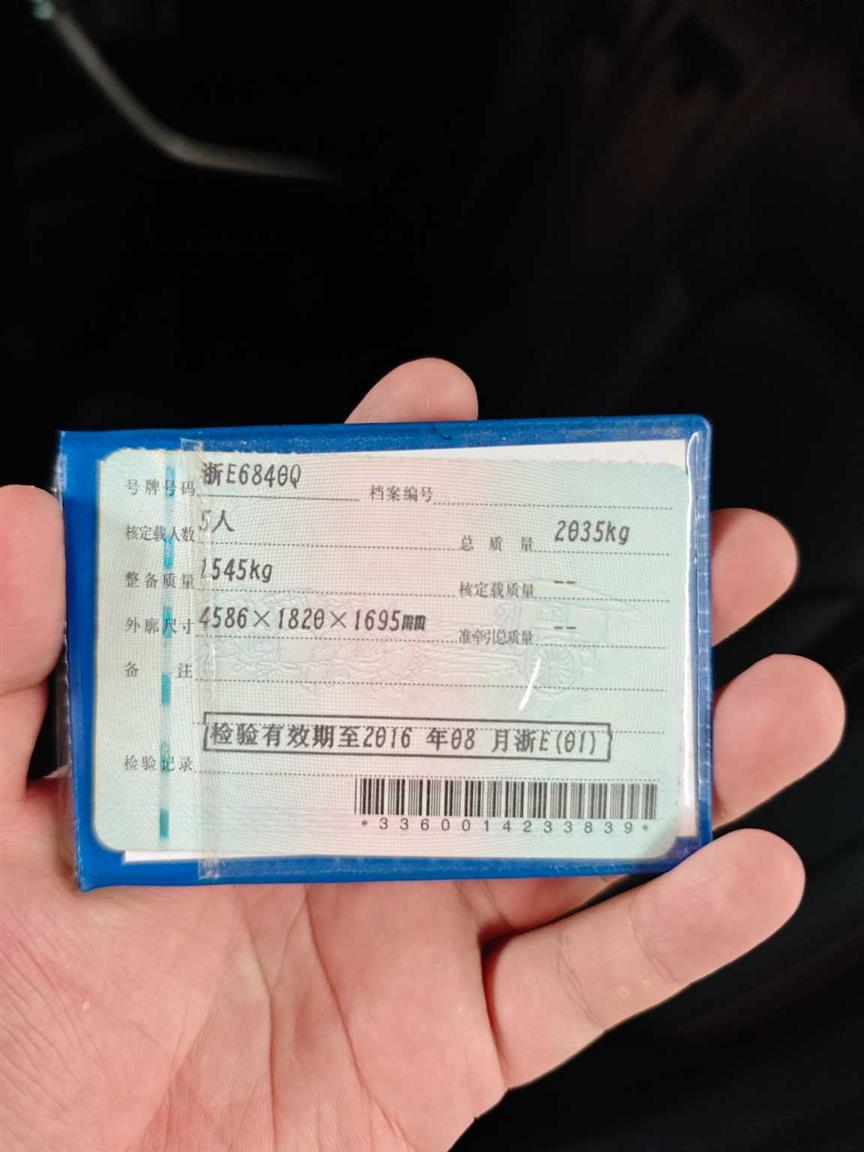 号牌号码 浙E6840Q 档案编号
核定载人数 5人 总质量 2035kg
整备质量 1545kg 核定载质量 --
外廓尺寸 4586×1820×1695mm 准牵引总质量 --
备注
检验有效期至2016 年08 月浙E(01)
检验记录
*3360014233839*